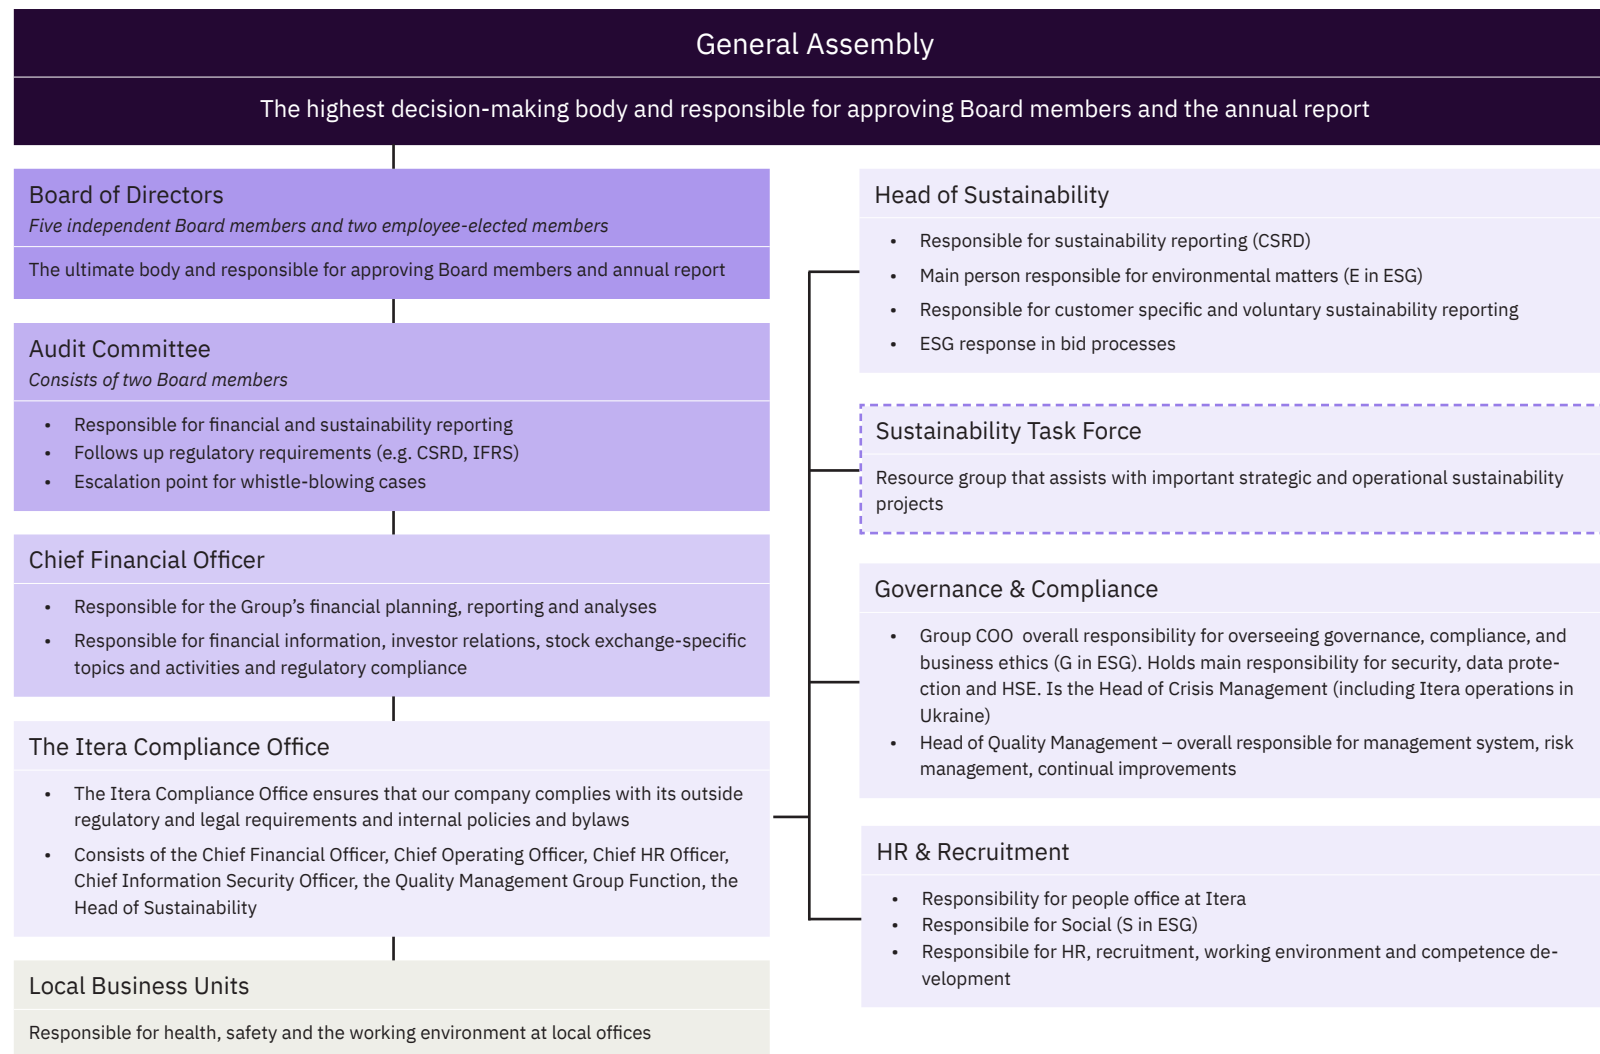 General Assembly
The highest decision-making body and responsible for approving Board members and the annual report
Board of Directors
Five independent Board members and two employee-elected members
The ultimate body and responsible for approving Board members and annual report
Audit Committee
Consists of two Board members
• Responsible for financial and sustainability reporting
• Follows up regulatory requirements (e.g. CSRD, IFRS)
• Escalation point for whistle-blowing cases
Chief Financial Officer
• Responsible for the Group's financial planning, reporting and analyses
• Responsible for financial information, investor relations, stock exchange-specific
topics and activities and regulatory compliance
The Itera Compliance Office
• The Itera Compliance Office ensures that our company complies with its outside
regulatory and legal requirements and internal policies and bylaws
• Consists of the Chief Financial Officer, Chief Operating Officer, Chief HR Officer,
Chief Information Security Officer, the Quality Management Group Function, the
Head of Sustainability
Local Business Units
Responsible for health, safety and the working environment at local offices
Head of Sustainability
• Responsible for sustainability reporting (CSRD)
• Main person responsible for environmental matters (E in ESG)
• Responsible for customer specific and voluntary sustainability reporting
• ESG response in bid processes
Sustainability Task Force
Resource group that assists with important strategic and operational sustainability
projects
Governance & Compliance
• Group COO overall responsibility for overseeing governance, compliance, and
business ethics (G in ESG). Holds main responsibility for security, data prote-
ction and HSE. Is the Head of Crisis Management (including Itera operations in
Ukraine)
• Head of Quality Management – overall responsible for management system, risk
management, continual improvements
HR & Recruitment
• Responsibility for people office at Itera
• Responsibile for Social (S in ESG)
• Responsibile for HR, recruitment, working environment and competence de-
velopment